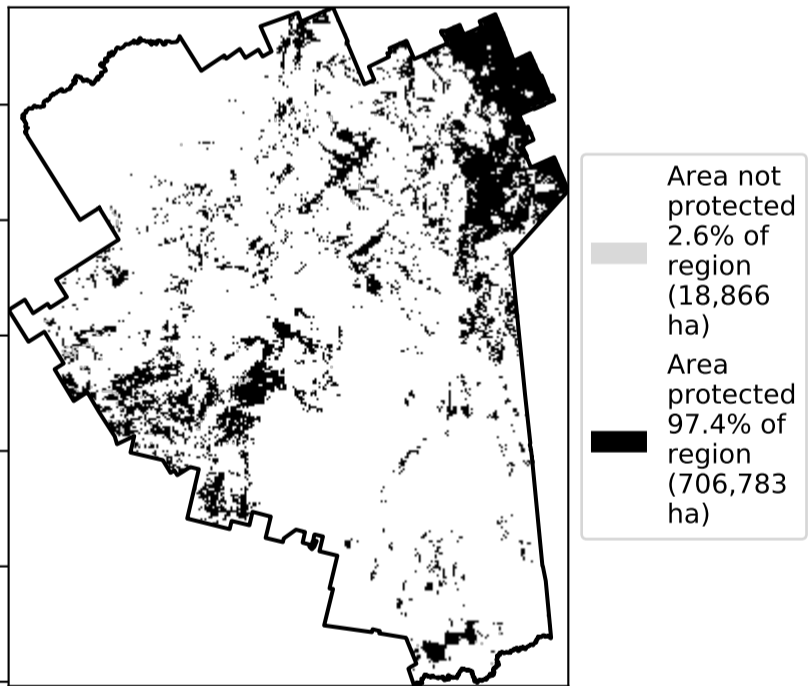 Area not
protected
2.6% of
region
(18,866
ha)
Area
protected
97.4% of
region
(706,783
ha)